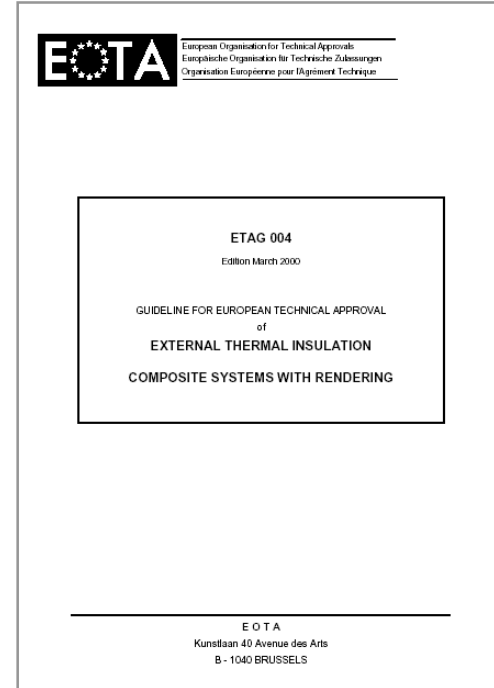 EOTA
European Organisation for Technical Approvals
Europäische Organisation für Technische Zulassungen
Organisation Européenne pour l'Agrément Technique
ETAG 004
Edition March 2000
GUIDELINE FOR EUROPEAN TECHNICAL APPROVAL
of
EXTERNAL THERMAL INSULATION
COMPOSITE SYSTEMS WITH RENDERING
E O T A
Kunstlaan 40 Avenue des Arts
B - 1040 BRUSSELS